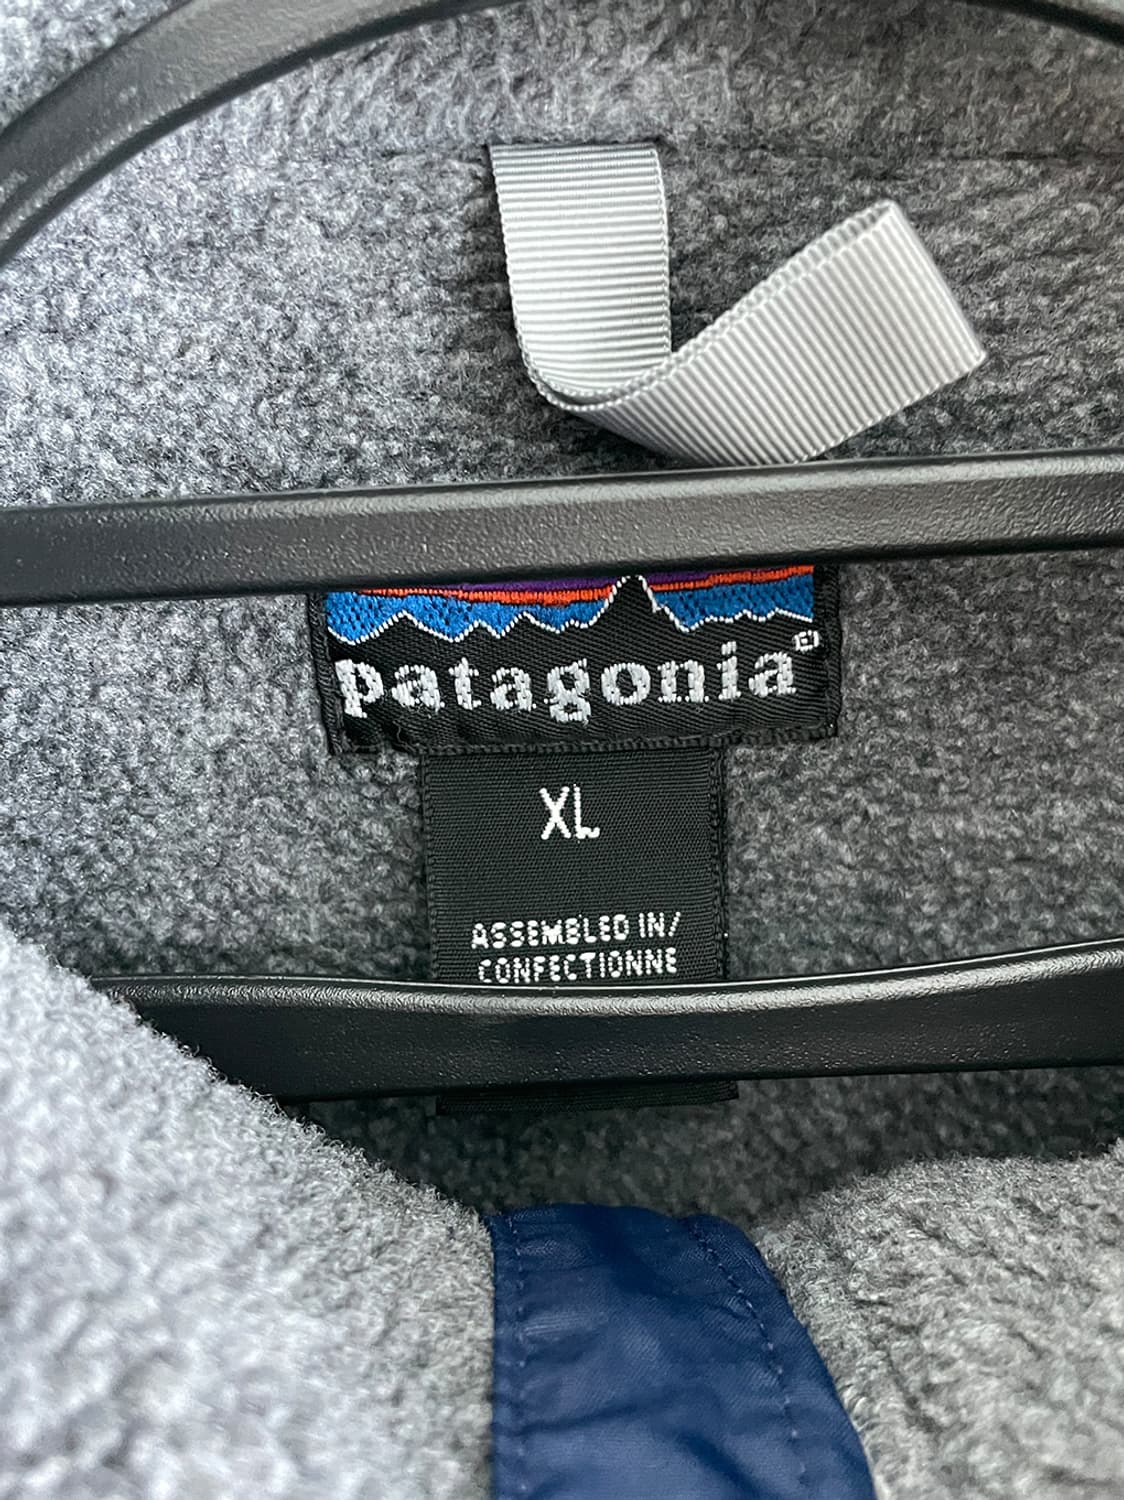 patagonia®
XL
ASSEMBLED IN/
CONFECTIONNE